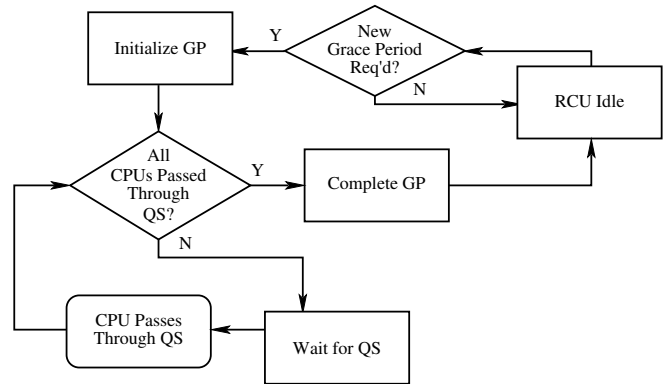 Initialize GP
Y
New
Grace Period
Req'd?
N
RCU Idle
All
CPUs Passed
Through
QS?
Y
Complete GP
N
CPU Passes
Through QS
Wait for QS